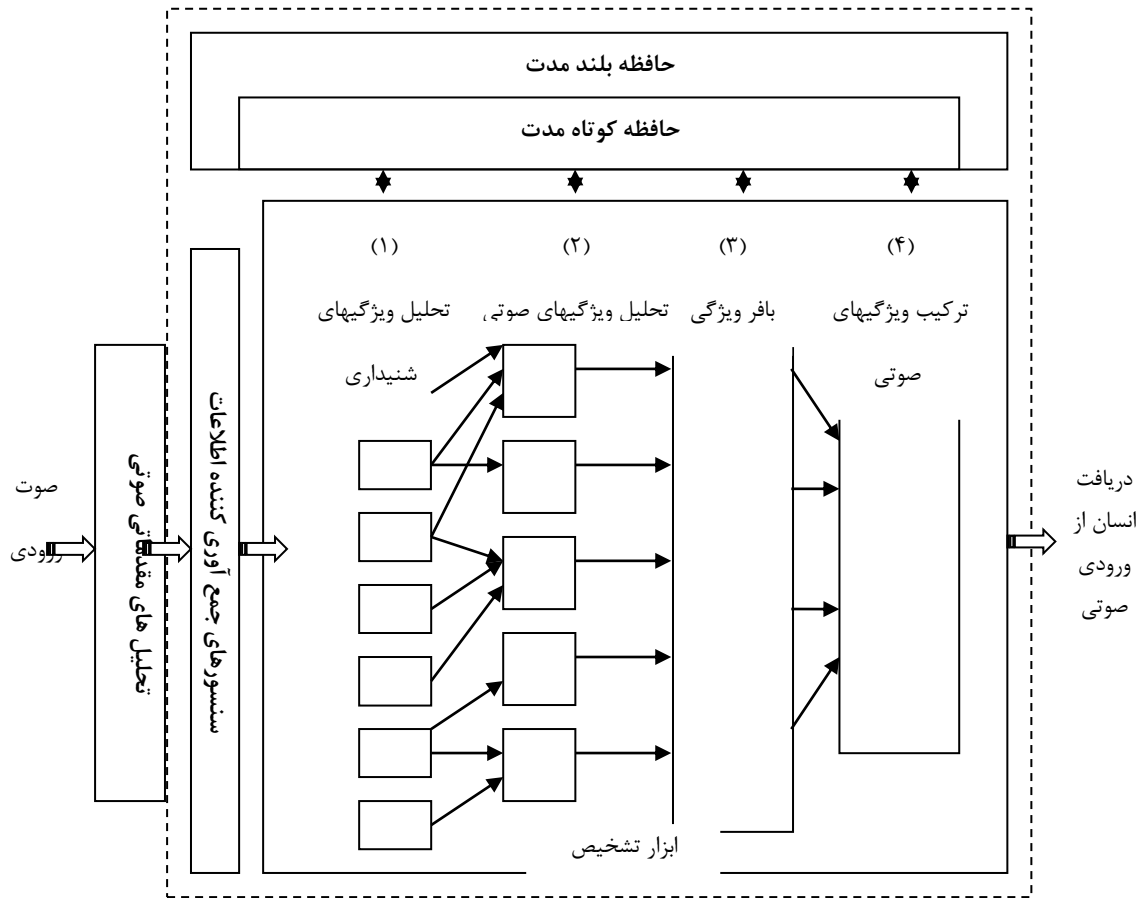 حافظه بلند مدت
حافظه کوتاه مدت
(۱)
(۲)
(۳)
(۴)
تحلیل ویژگیهای
شنیداری
تحلیل ویژگیهای صوتی
بافر ویژگی
ترکیب ویژگیهای
صوتی
صوت
ورودی
تحلیل های مقدماتی صوتی
سنسورهای جمع آوری کننده اطلاعات
ابزار تشخیص
دریافت
انسان از
ورودی
صوتی